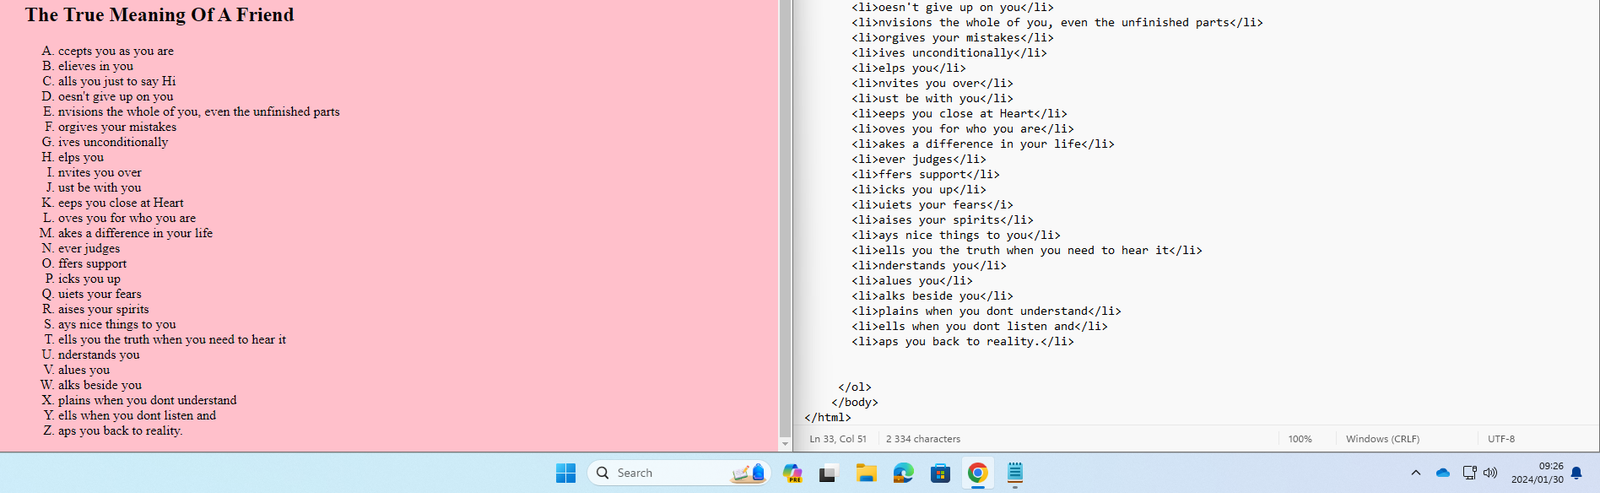 The True Meaning Of A Friend
A. ccepts you as you are
B. elieves in you
C. alls you just to say Hi
D. oesn't give up on you
E. nvisions the whole of you, even the unfinished parts
F. orgives your mistakes
G. ives unconditionally
H. elps you
I. nvites you over
J. ust be with you
K. eeps you close at Heart
L. oves you for who you are
M. akes a difference in your life
N. ever judges
O. ffers support
P. icks you up
Q. uiets your fears
R. aises your spirits
S. ays nice things to you
T. ells you the truth when you need to hear it
U. nderstands you
V. alues you
W. alks beside you
X. plains when you dont understand
Y. ells when you dont listen and
Z. aps you back to reality.
<li>oesn't give up on you</li>
<li>nvisions the whole of you, even the unfinished parts</li>
<li>orgives your mistakes</li>
<li>ives unconditionally</li>
<li>elps you</li>
<li>nvites you over</li>
<li>ust be with you</li>
<li>eeps you close at Heart</li>
<li>oves you for who you are</li>
<li>akes a difference in your life</li>
<li>ever judges</li>
<li>ffers support</li>
<li>icks you up</li>
<li>uiets your fears</i>
<li>aises your spirits</li>
<li>ays nice things to you</li>
<li>ells you the truth when you need to hear it</li>
<li>nderstands you</li>
<li>alues you</li>
<li>alks beside you</li>
<li>plains when you dont understand</li>
<li>ells when you dont listen and</li>
<li>aps you back to reality.</li>
</ol>
</body>
</html>
Ln 33, Col 51 2 334 characters 100% Windows (CRLF) UTF-8
Search
PRE
09:26
2024/01/30